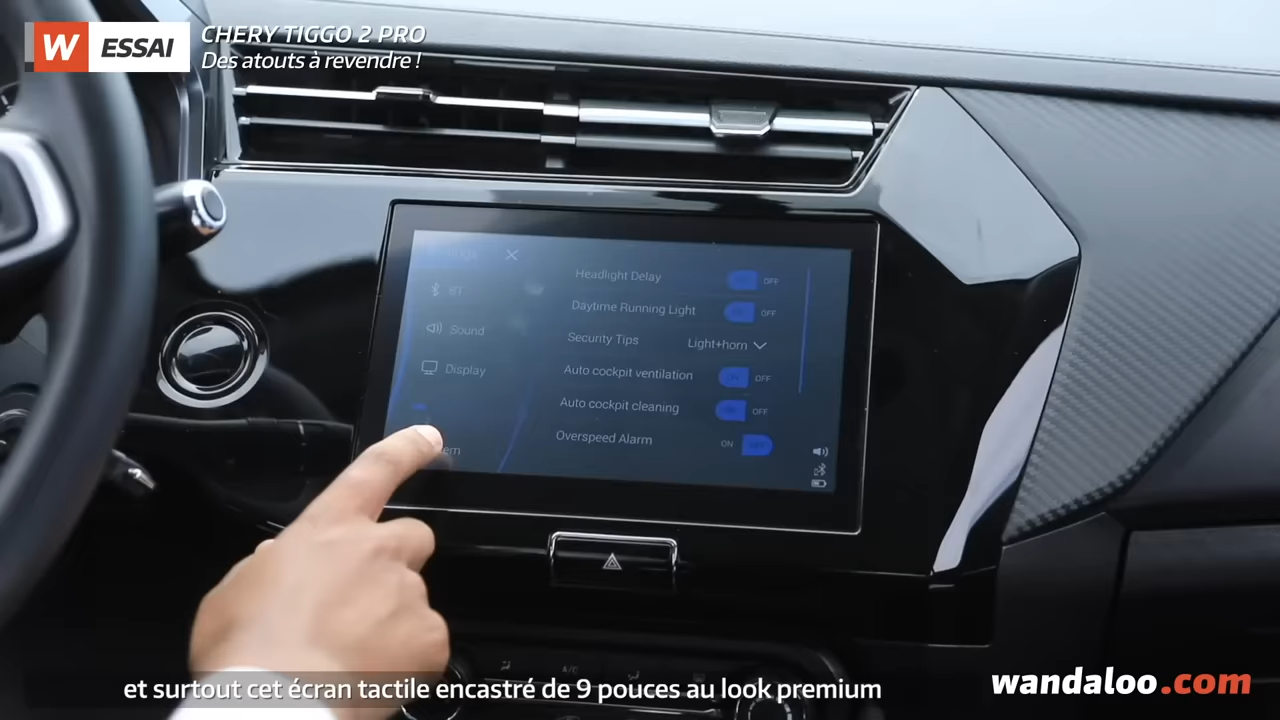 W ESSAI
CHERY TIGGO 2 PRO
Des atouts à revendre !
Headlight Delay OFF
BT
Daytime Running Light OFF
Sound
Security Tips Light+horn
Display
Auto cockpit ventilation ON OFF
Auto cockpit cleaning OFF
Overspeed Alarm ON OFF
et surtout cet écran tactile encastré de 9 pouces au look premium
wandaloo.com